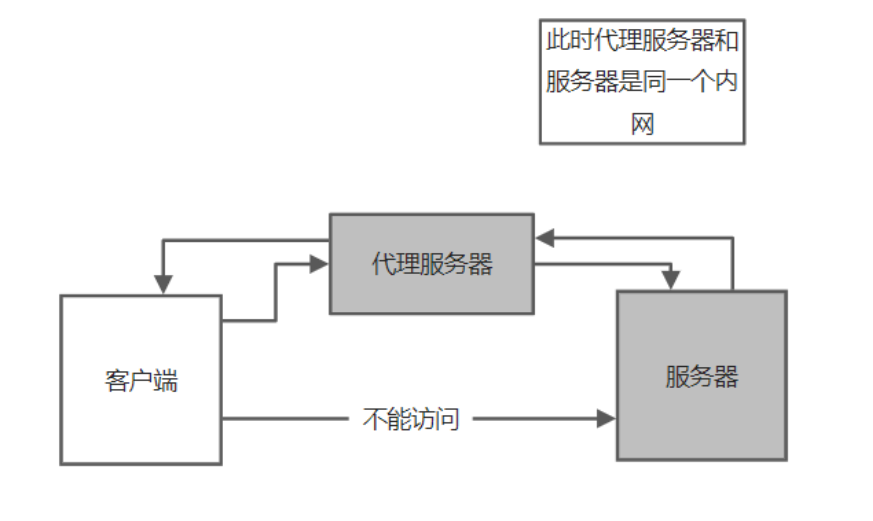 此时代理服务器和
服务器是同一个内
网
代理服务器
客户端
服务器
不能访问